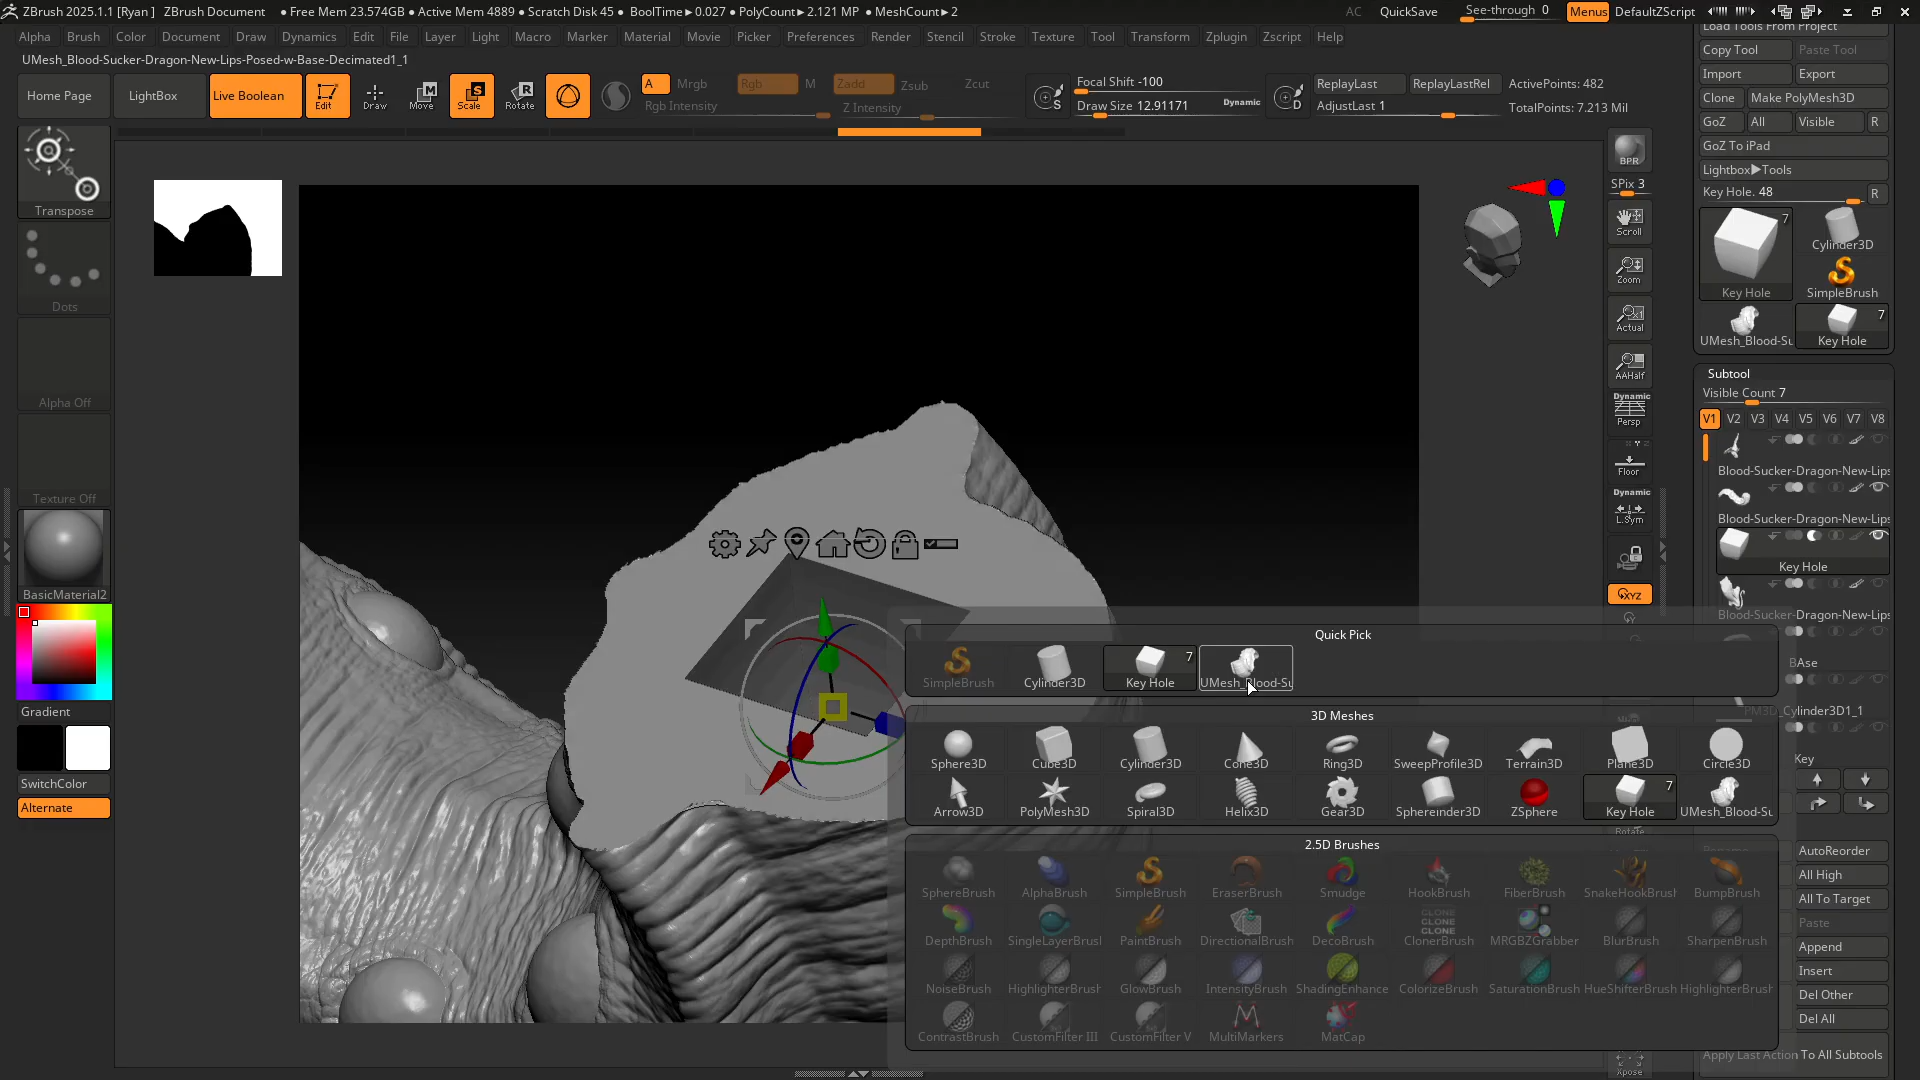 ZBrush 2025.1.1 [Ryan ] ZBrush Document ● Free Mem 23.574GB ● Active Mem 4889 ● Scratch Disk 45 ● BoolTime►0.027 ● PolyCount►2.121 MP ● MeshCount►2 AC QuickSave See-through 0 Menus DefaultZScript
Alpha Brush Color Document Draw Dynamics Edit File Layer Light Macro Marker Material Movie Picker Preferences Render Stencil Stroke Texture Tool Transform Zplugin Zscript Help
UMesh_Blood-Sucker-Dragon-New-Lips-Posed-w-Base-Decimated1_1
Home Page LightBox Live Boolean Edit Draw Move Scale Rotate
A Mrgb Rgb M Zadd Zsub Zcut
Rgb Intensity Z Intensity
S Focal Shift -100
Draw Size 12.91171 Dynamic
D ReplayLast ReplayLastRel ActivePoints: 482
AdjustLast 1 TotalPoints: 7.213 Mil
Transpose
Dots
Alpha Off
Texture Off
BasicMaterial2
Gradient
SwitchColor
Alternate
BPR
SPix 3
Scroll
Zoom
Actual
AAHalf
Dynamic
Persp
Floor
Dynamic
L.Sym
XYZ
Rotate
Xpose
Load Tools From Project
Copy Tool Paste Tool
Import Export
Clone Make PolyMesh3D
GoZ All Visible R
GoZ To iPad
Lightbox▶Tools
Key Hole. 48 R
7
Key Hole Cylinder3D
SimpleBrush
7
UMesh_Blood-Su Key Hole
Subtool
Visible Count 7
V1 V2 V3 V4 V5 V6 V7 V8
Blood-Sucker-Dragon-New-Lips
Blood-Sucker-Dragon-New-Lips
Key Hole
Blood-Sucker-Dragon-New-Lips
BAse
PM3D_Cylinder3D1_1
Key
AutoReorder
All High
All To Target
Paste
Append
Insert
Del Other
Del All
Apply Last Action To All Subtools
Quick Pick
7
SimpleBrush Cylinder3D Key Hole UMesh_Blood-Su
3D Meshes
Sphere3D Cube3D Cylinder3D Cone3D Ring3D SweepProfile3D Terrain3D Plane3D Circle3D
7
Arrow3D PolyMesh3D Spiral3D Helix3D Gear3D Sphereinder3D ZSphere Key Hole UMesh_Blood-Su
2.5D Brushes
SphereBrush AlphaBrush SimpleBrush EraserBrush Smudge HookBrush FiberBrush SnakeHookBrush BumpBrush
CLONE
CLONE
CLONE
DepthBrush SingleLayerBrush PaintBrush DirectionalBrush DecoBrush ClonerBrush MRGBZGrabber BlurBrush SharpenBrush
NoiseBrush HighlighterBrush GlowBrush IntensityBrush ShadingEnhance ColorizeBrush SaturationBrush HueShifterBrush HighlighterBrush
ContrastBrush CustomFilter III CustomFilter V MultiMarkers MatCap